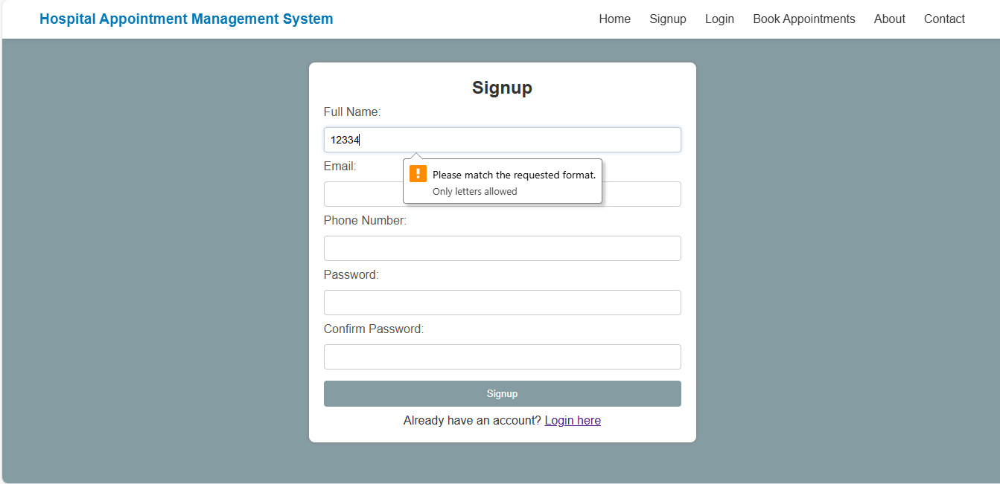 Hospital Appointment Management System
Home Signup Login Book Appointments About Contact
Signup
Full Name:
12334
Email:
! Please match the requested format.
Only letters allowed
Phone Number:
Password:
Confirm Password:
Signup
Already have an account? Login here